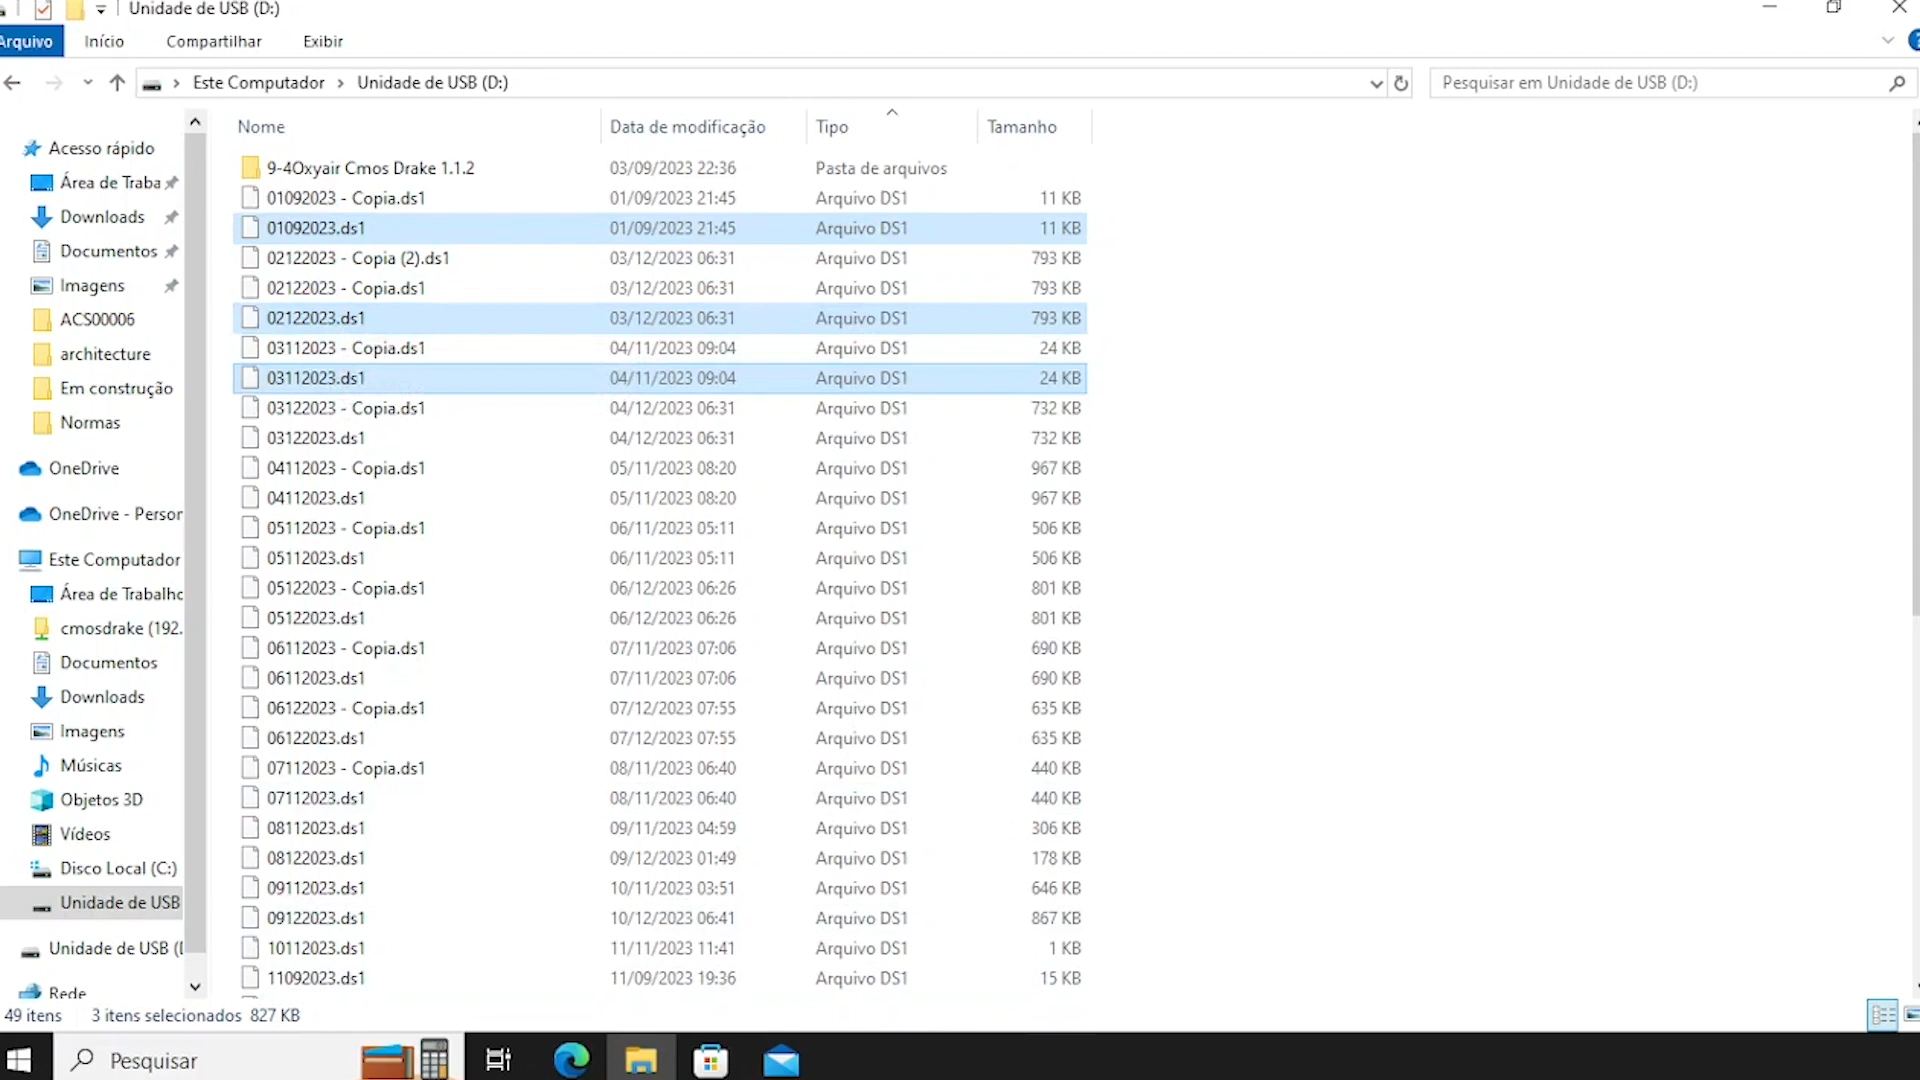 Unidade de USB (D:)
Arquivo Início Compartilhar Exibir
Este Computador Unidade de USB (D:) Pesquisar em Unidade de USB (D:)
Nome Data de modificação Tipo Tamanho
9-4Oxyair Cmos Drake 1.1.2 03/09/2023 22:36 Pasta de arquivos
01092023 - Copia.ds1 01/09/2023 21:45 Arquivo DS1 11 KB
01092023.ds1 01/09/2023 21:45 Arquivo DS1 11 KB
02122023 - Copia (2).ds1 03/12/2023 06:31 Arquivo DS1 793 KB
02122023 - Copia.ds1 03/12/2023 06:31 Arquivo DS1 793 KB
02122023.ds1 03/12/2023 06:31 Arquivo DS1 793 KB
03112023 - Copia.ds1 04/11/2023 09:04 Arquivo DS1 24 KB
03112023.ds1 04/11/2023 09:04 Arquivo DS1 24 KB
03122023 - Copia.ds1 04/12/2023 06:31 Arquivo DS1 732 KB
03122023.ds1 04/12/2023 06:31 Arquivo DS1 732 KB
04112023 - Copia.ds1 05/11/2023 08:20 Arquivo DS1 967 KB
04112023.ds1 05/11/2023 08:20 Arquivo DS1 967 KB
05112023 - Copia.ds1 06/11/2023 05:11 Arquivo DS1 506 KB
05112023.ds1 06/11/2023 05:11 Arquivo DS1 506 KB
05122023 - Copia.ds1 06/12/2023 06:26 Arquivo DS1 801 KB
05122023.ds1 06/12/2023 06:26 Arquivo DS1 801 KB
06112023 - Copia.ds1 07/11/2023 07:06 Arquivo DS1 690 KB
06112023.ds1 07/11/2023 07:06 Arquivo DS1 690 KB
06122023 - Copia.ds1 07/12/2023 07:55 Arquivo DS1 635 KB
06122023.ds1 07/12/2023 07:55 Arquivo DS1 635 KB
07112023 - Copia.ds1 08/11/2023 06:40 Arquivo DS1 440 KB
07112023.ds1 08/11/2023 06:40 Arquivo DS1 440 KB
08112023.ds1 09/11/2023 04:59 Arquivo DS1 306 KB
08122023.ds1 09/12/2023 01:49 Arquivo DS1 178 KB
09112023.ds1 10/11/2023 03:51 Arquivo DS1 646 KB
09122023.ds1 10/12/2023 06:41 Arquivo DS1 867 KB
10112023.ds1 11/11/2023 11:41 Arquivo DS1 1 KB
11092023.ds1 11/09/2023 19:36 Arquivo DS1 15 KB
Acesso rápido
Área de Traba
Downloads
Documentos
Imagens
ACS00006
architecture
Em construção
Normas
OneDrive
OneDrive - Person
Este Computador
Área de Trabalho
cmosdrake (192.
Documentos
Downloads
Imagens
Músicas
Objetos 3D
Vídeos
Disco Local (C:)
Unidade de USB
Unidade de USB (
Rede
49 itens 3 itens selecionados 827 KB
Pesquisar